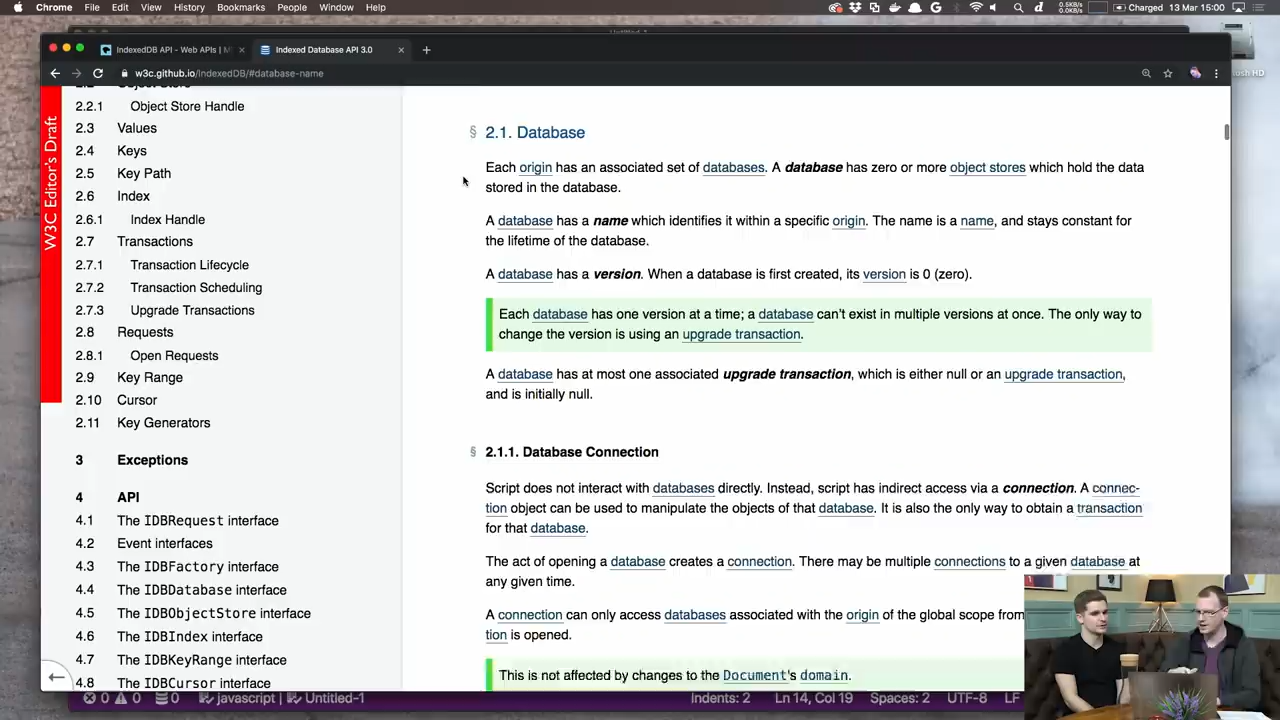 Chrome File Edit View History Bookmarks People Window Help
0.5KB/s
0.0KB/s
Charged 13 Mar 15:00
IndexedDB API - Web APIs | M
Indexed Database API 3.0
w3c.github.io/IndexedDB/#database-name
osh HD
W3C Editor's Draft
2.2 Object Store
2.2.1 Object Store Handle
2.3 Values
2.4 Keys
2.5 Key Path
2.6 Index
2.6.1 Index Handle
2.7 Transactions
2.7.1 Transaction Lifecycle
2.7.2 Transaction Scheduling
2.7.3 Upgrade Transactions
2.8 Requests
2.8.1 Open Requests
2.9 Key Range
2.10 Cursor
2.11 Key Generators
3 Exceptions
4 API
4.1 The IDBRequest interface
4.2 Event interfaces
4.3 The IDBFactory interface
4.4 The IDBDatabase interface
4.5 The IDBObjectStore interface
4.6 The IDBIndex interface
4.7 The IDBKeyRange interface
4.8 The IDBCursor interface
§ 2.1. Database
Each origin has an associated set of databases. A database has zero or more object stores which hold the data
stored in the database.
A database has a name which identifies it within a specific origin. The name is a name, and stays constant for
the lifetime of the database.
A database has a version. When a database is first created, its version is 0 (zero).
Each database has one version at a time; a database can't exist in multiple versions at once. The only way to
change the version is using an upgrade transaction.
A database has at most one associated upgrade transaction, which is either null or an upgrade transaction,
and is initially null.
§ 2.1.1. Database Connection
Script does not interact with databases directly. Instead, script has indirect access via a connection. A connec-
tion object can be used to manipulate the objects of that database. It is also the only way to obtain a transaction
for that database.
The act of opening a database creates a connection. There may be multiple connections to a given database at
any given time.
A connection can only access databases associated with the origin of the global scope from
tion is opened.
This is not affected by changes to the Document's domain.
0 0 0 javascript Untitled-1 Indents: 2 Ln 14, Col 19 Spaces: 2 UTF-8 LF